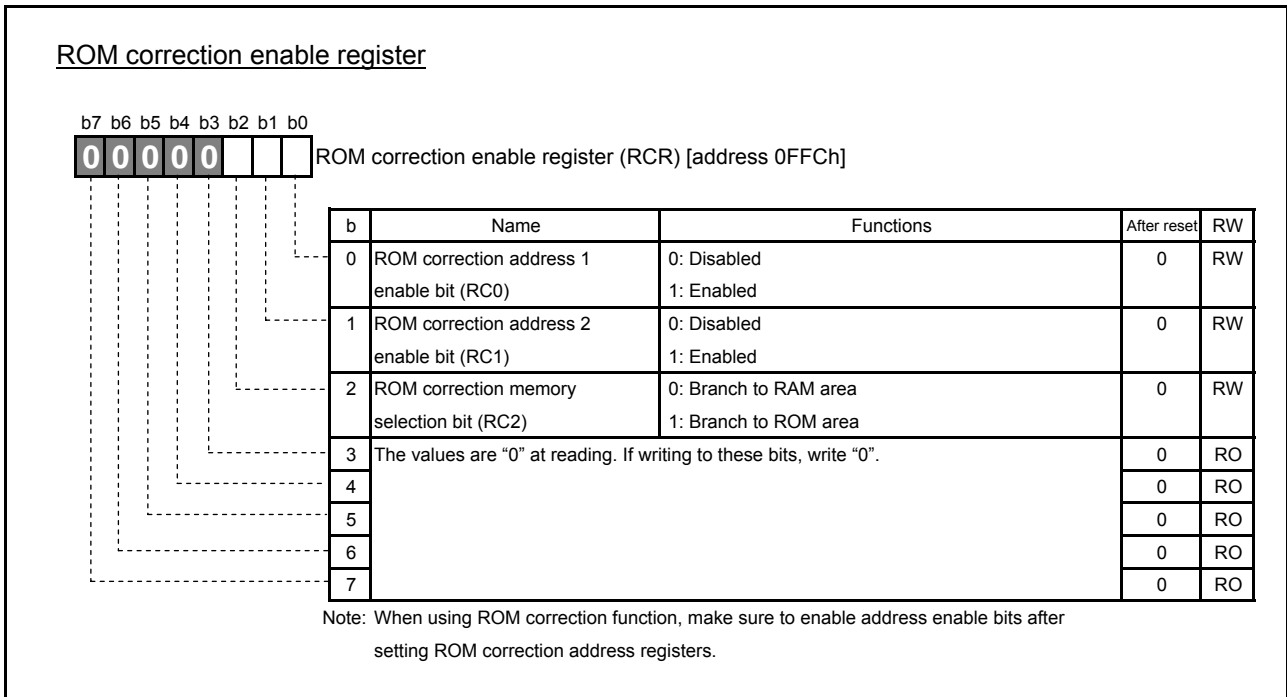 ROM correction enable register
b7 b6 b5 b4 b3 b2 b1 b0
0 0 0 0 0
ROM correction enable register (RCR) [address 0FFCh]
b Name Functions After reset RW
0 ROM correction address 1 0: Disabled 0 RW
enable bit (RC0) 1: Enabled
1 ROM correction address 2 0: Disabled 0 RW
enable bit (RC1) 1: Enabled
2 ROM correction memory 0: Branch to RAM area 0 RW
selection bit (RC2) 1: Branch to ROM area
3 The values are “0” at reading. If writing to these bits, write “0”. 0 RO
4 0 RO
5 0 RO
6 0 RO
7 0 RO
Note: When using ROM correction function, make sure to enable address enable bits after
setting ROM correction address registers.